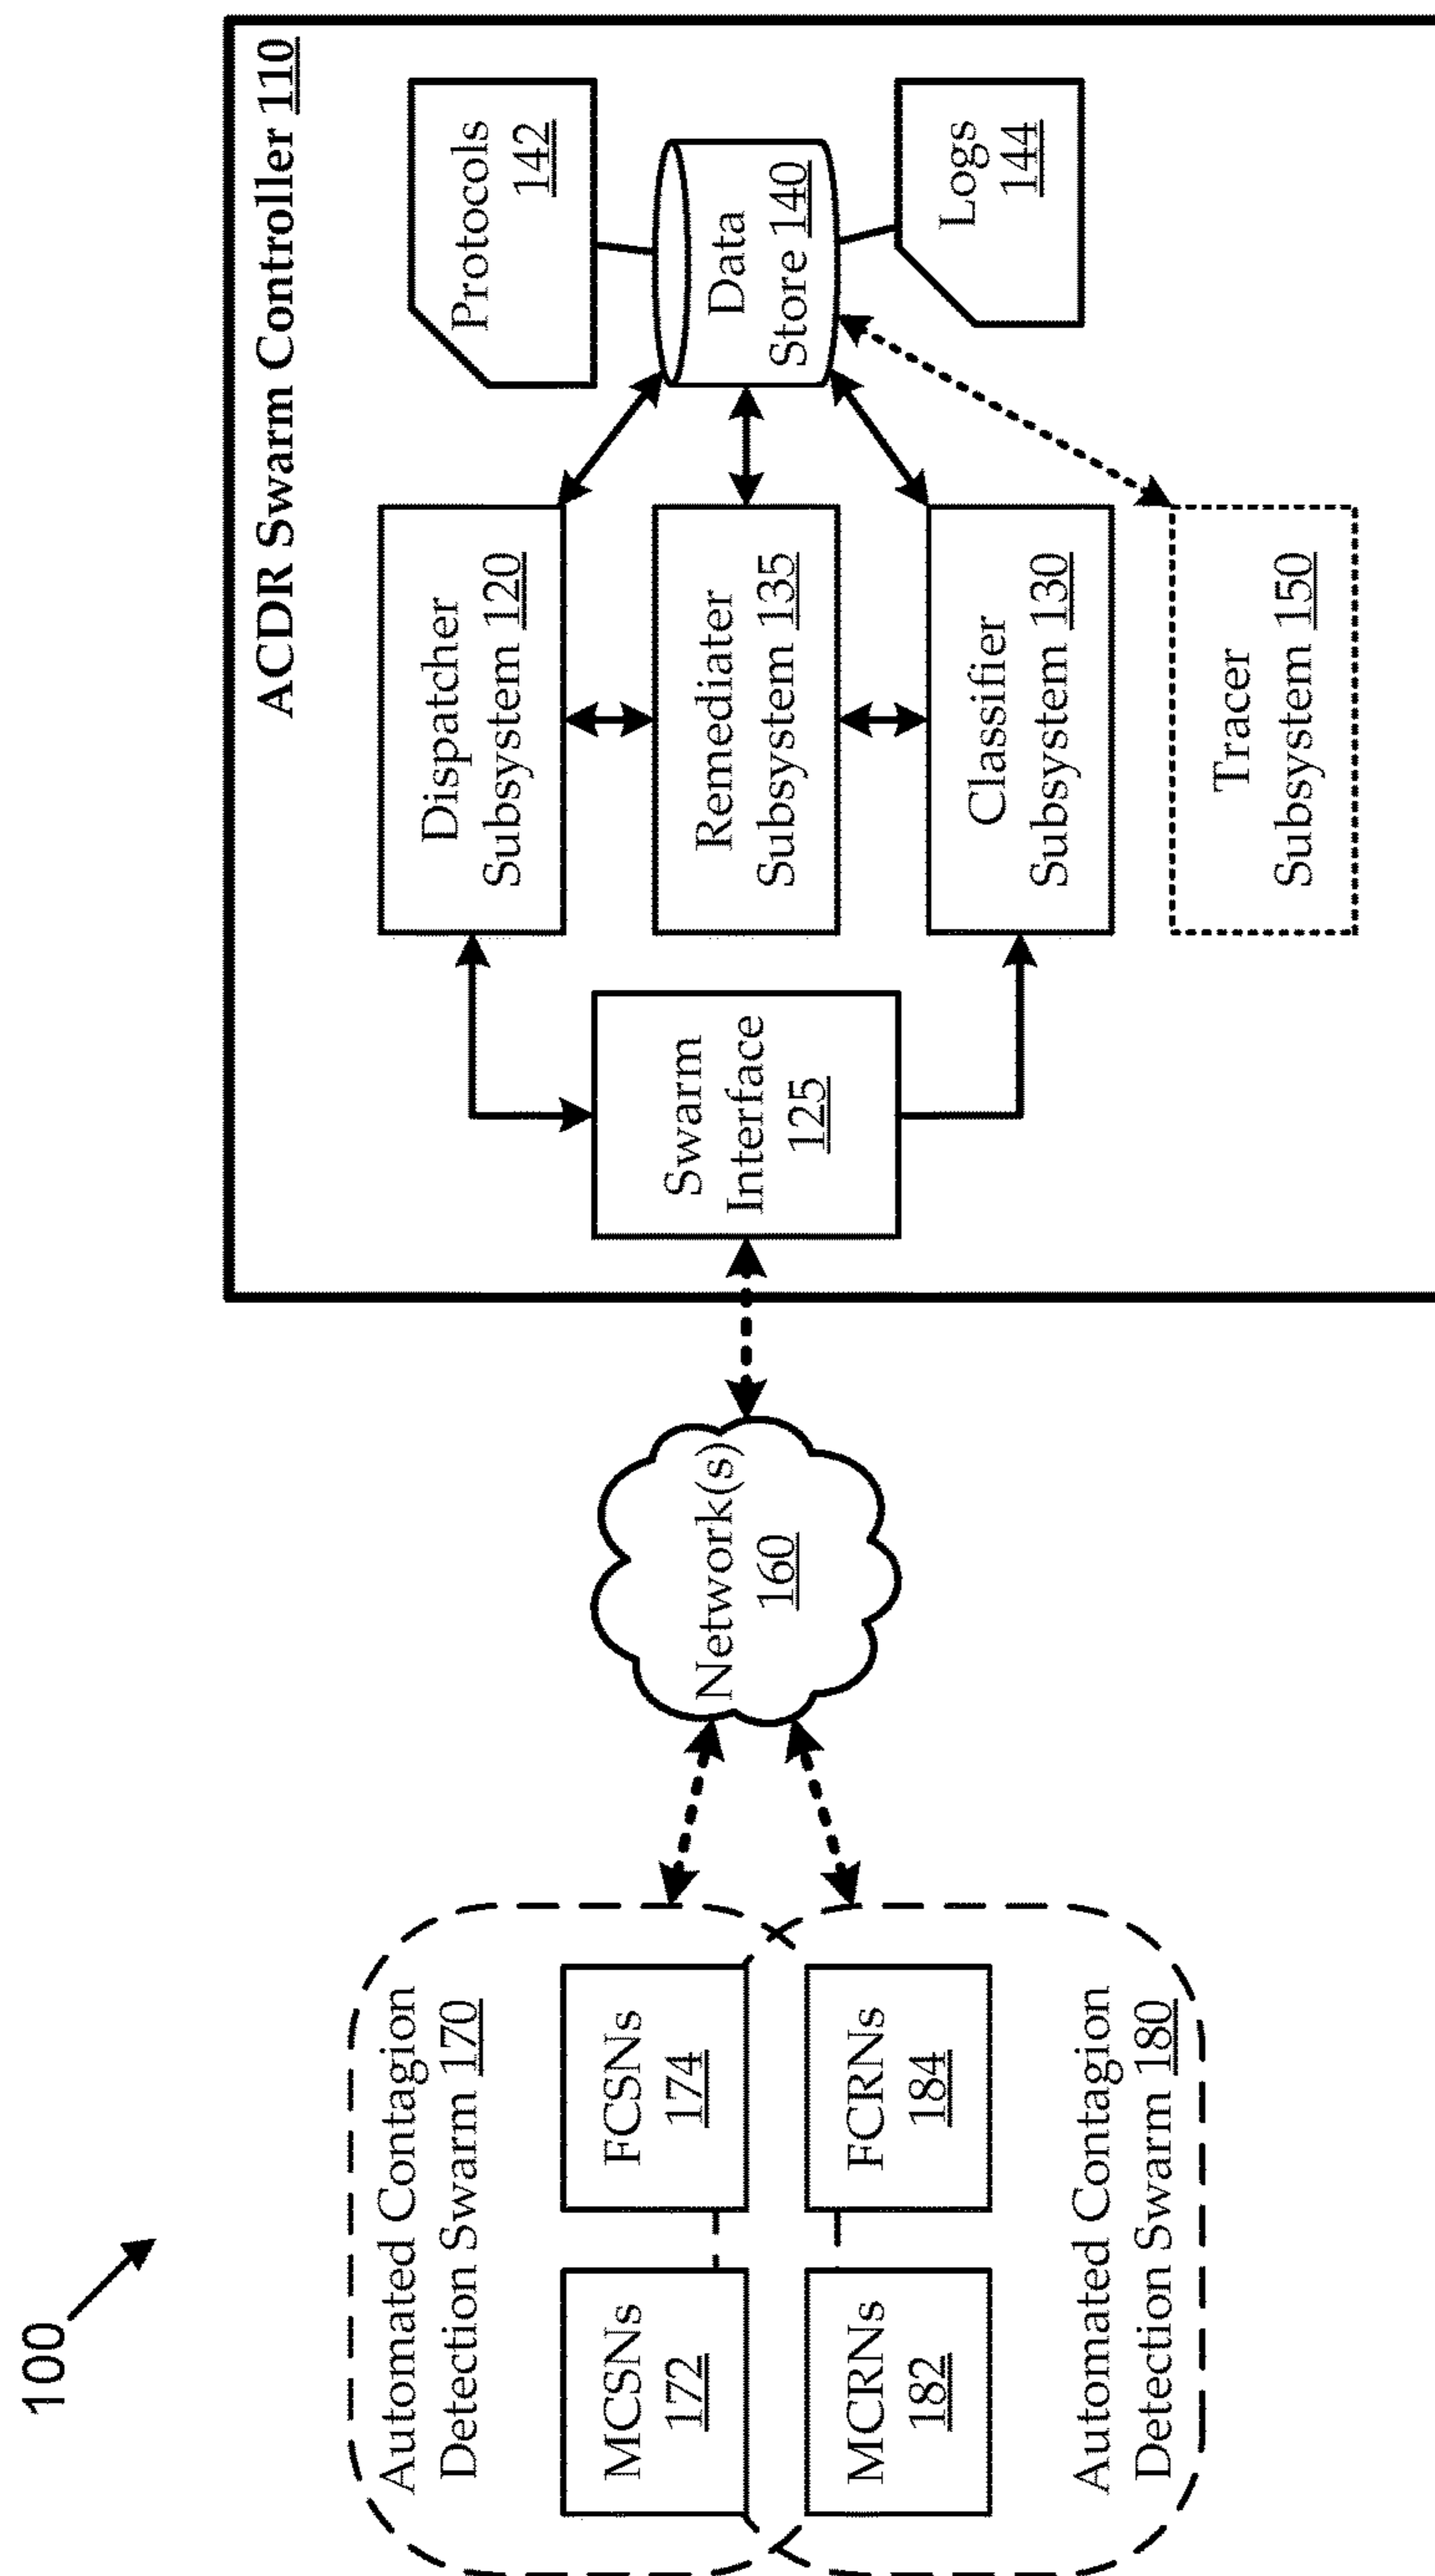 100
Automated Contagion
Detection Swarm 170
MCSNs
172
FCSNs
174
MCRNs
182
FCRNs
184
Automated Contagion
Detection Swarm 180
Network(s)
160
ACDR Swarm Controller 110
Swarm
Interface
125
Dispatcher
Subsystem 120
Remediater
Subsystem 135
Classifier
Subsystem 130
Tracer
Subsystem 150
Protocols
142
Data
Store 140
Logs
144